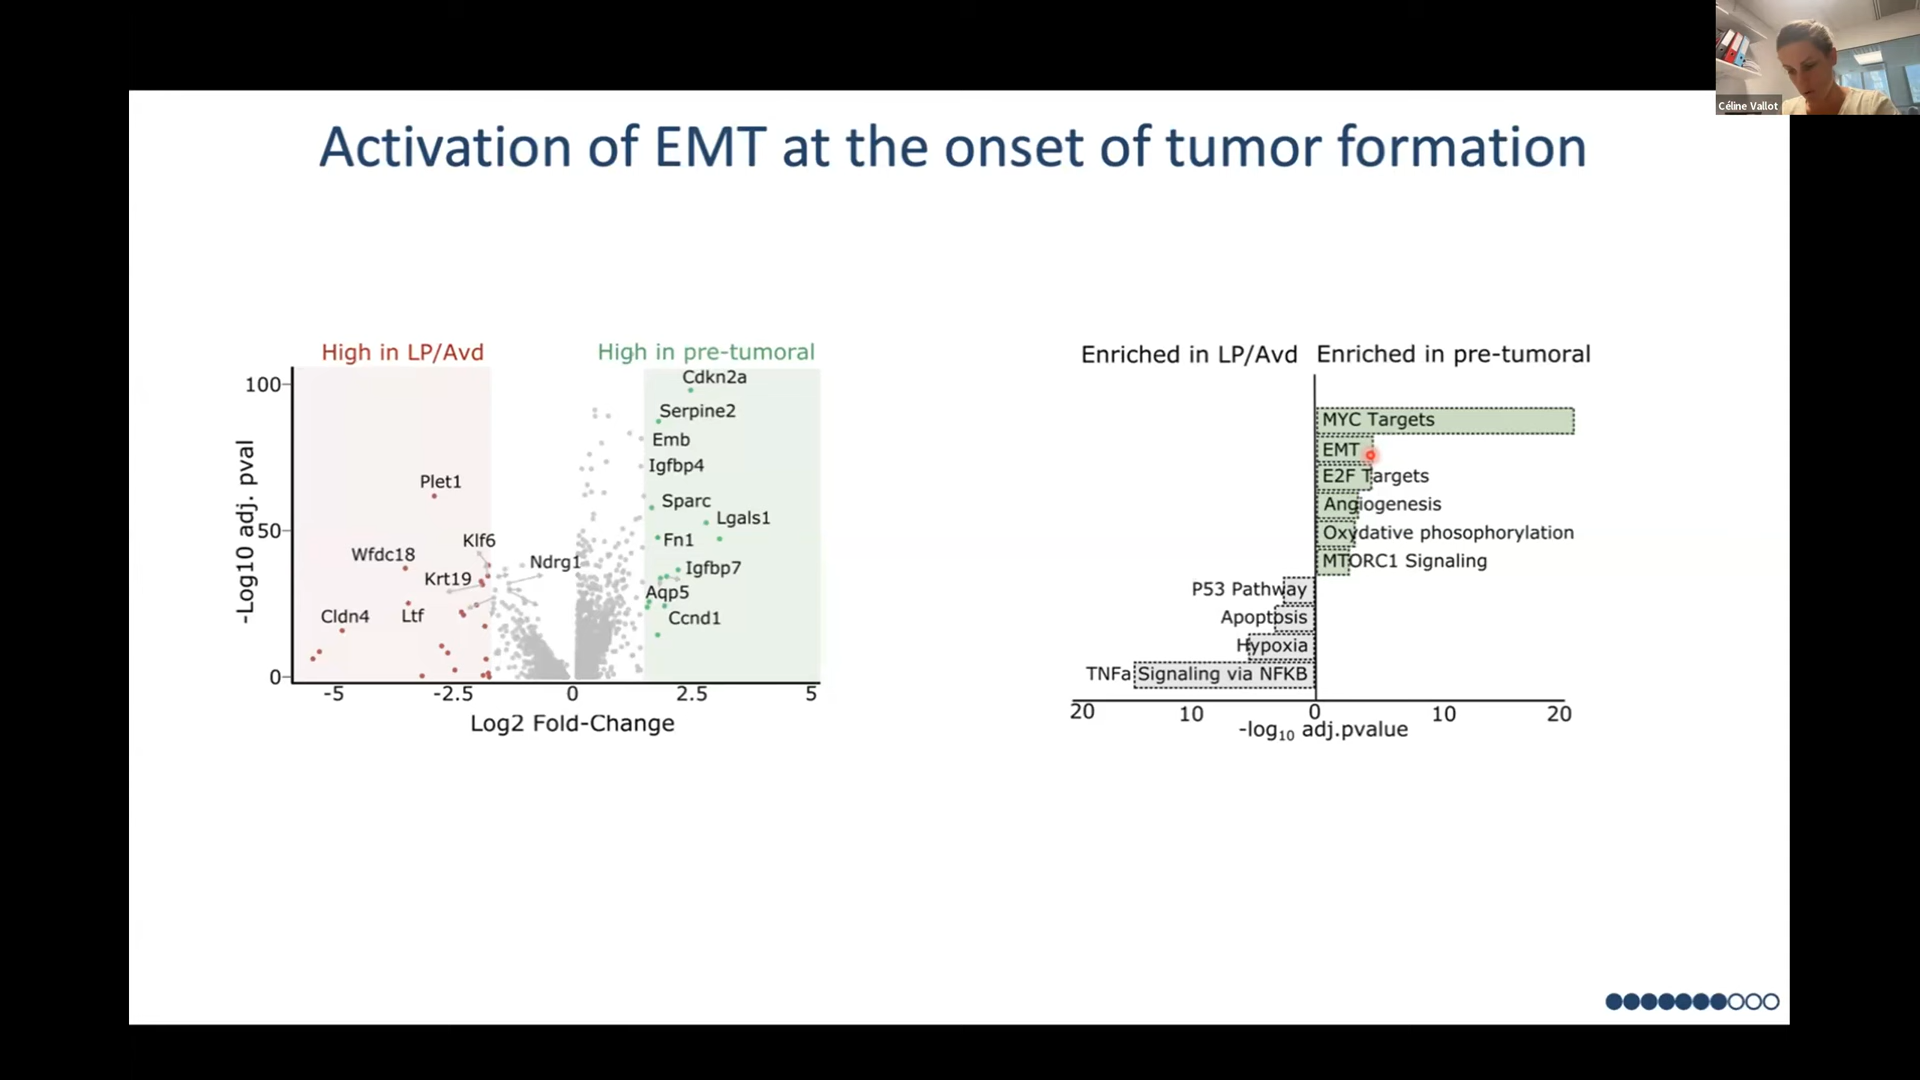 Céline Vallot
Activation of EMT at the onset of tumor formation
High in LP/Avd
High in pre-tumoral
-Log10 adj. pval
100
50
0
Cdkn2a
Serpine2
Emb
Igfbp4
Plet1
Sparc
Lgals1
Klf6
Fn1
Wfdc18
Ndrg1
Igfbp7
Krt19
Aqp5
Cldn4
Ltf
Ccnd1
-5
-2.5
0
2.5
5
Log2 Fold-Change
Enriched in LP/Avd
Enriched in pre-tumoral
MYC Targets
EMT
E2F Targets
Angiogenesis
Oxydative phosophorylation
MTORC1 Signaling
P53 Pathway
Apoptosis
Hypoxia
TNFa Signaling via NFKB
20
10
0
10
20
-log₁₀ adj.pvalue